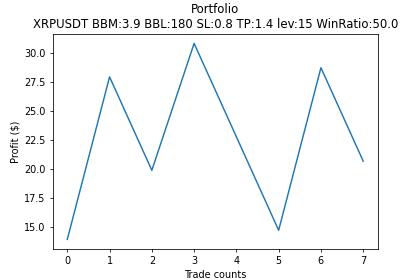 Portfolio
XRPUSDT BBM:3.9 BBL:180 SL:0.8 TP:1.4 lev:15 WinRatio:50.0
30.0
27.5
25.0
22.5
20.0
17.5
15.0
Profit ($)
0 1 2 3 4 5 6 7
Trade counts